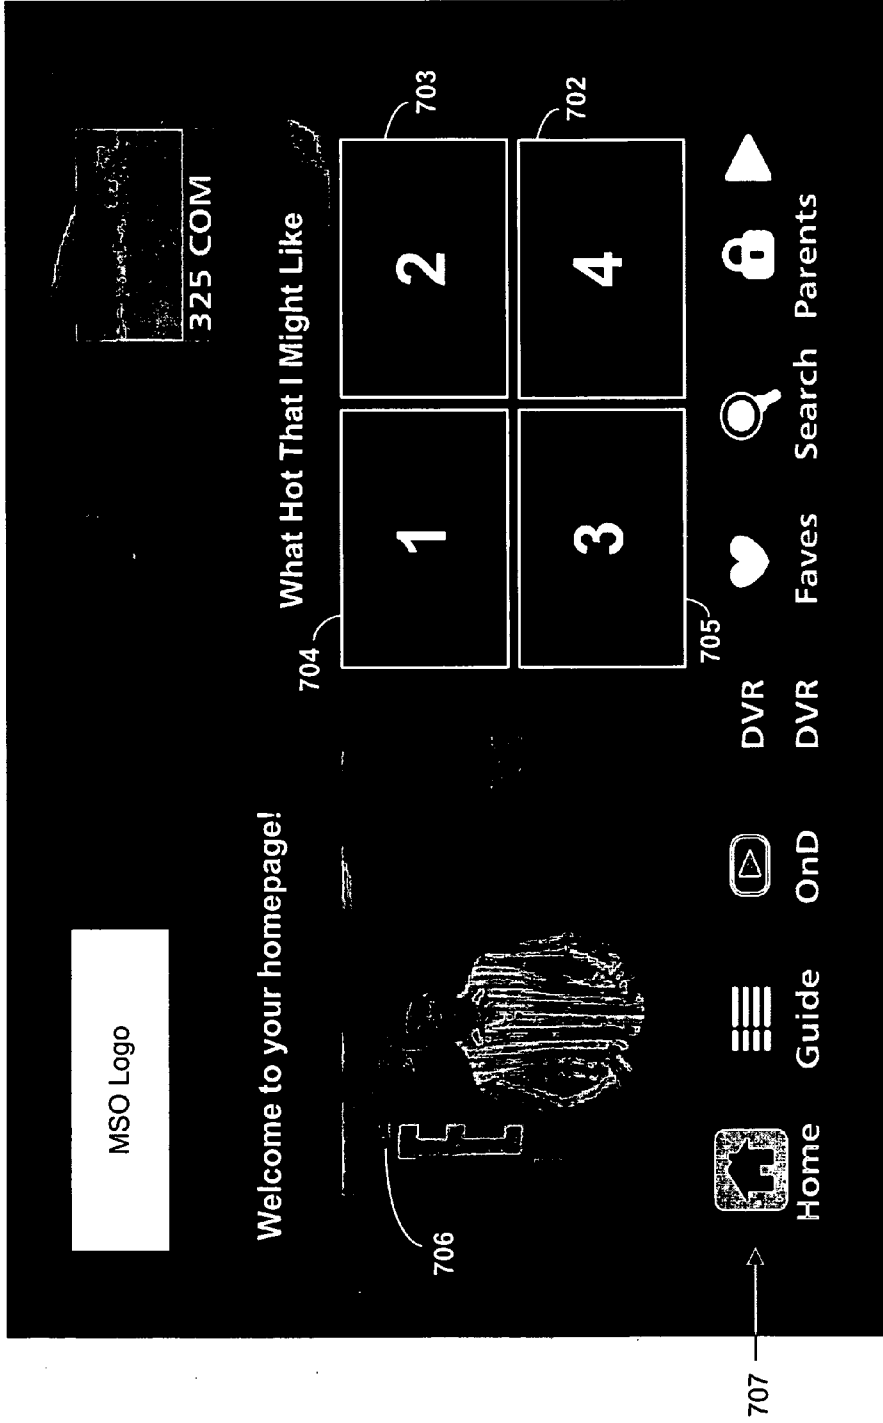 MSO Logo
325 COM
Welcome to your homepage!
What Hot That I Might Like
704
703
1
2
706
3
4
702
705
707
DVR
Home
Guide
OnD
DVR
Faves
Search
Parents